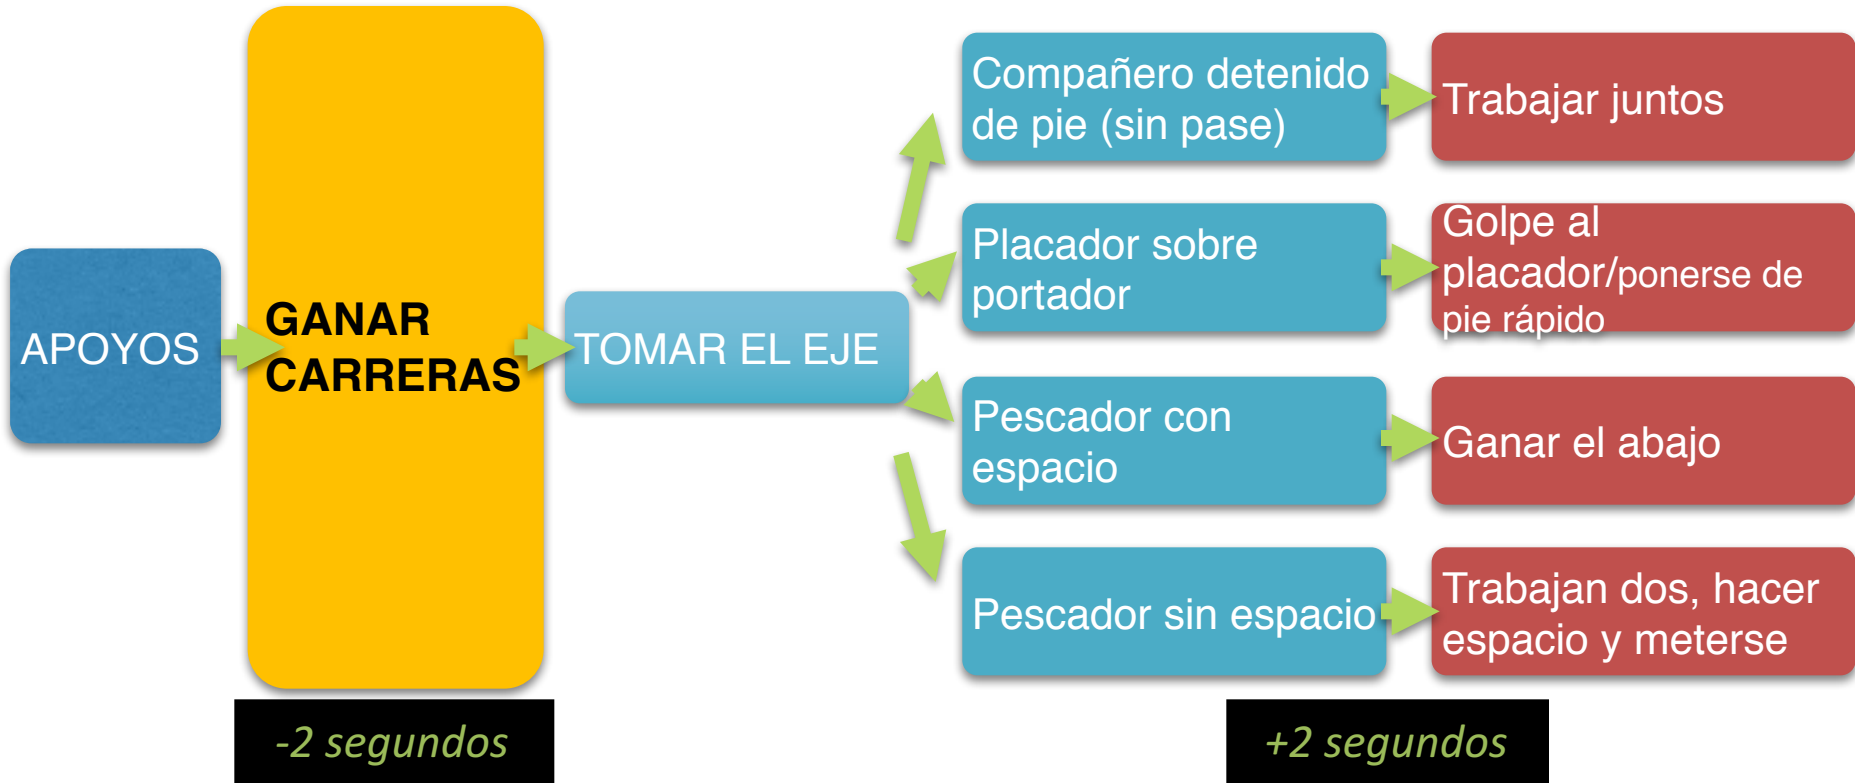 APOYOS
GANAR
CARRERAS
TOMAR EL EJE
Compañero detenido
de pie (sin pase)
Trabajar juntos
Placador sobre
portador
Golpe al
placador/ponerse de
pie rápido
Pescador con
espacio
Ganar el abajo
Pescador sin espacio
Trabajan dos, hacer
espacio y meterse
-2 segundos
+2 segundos